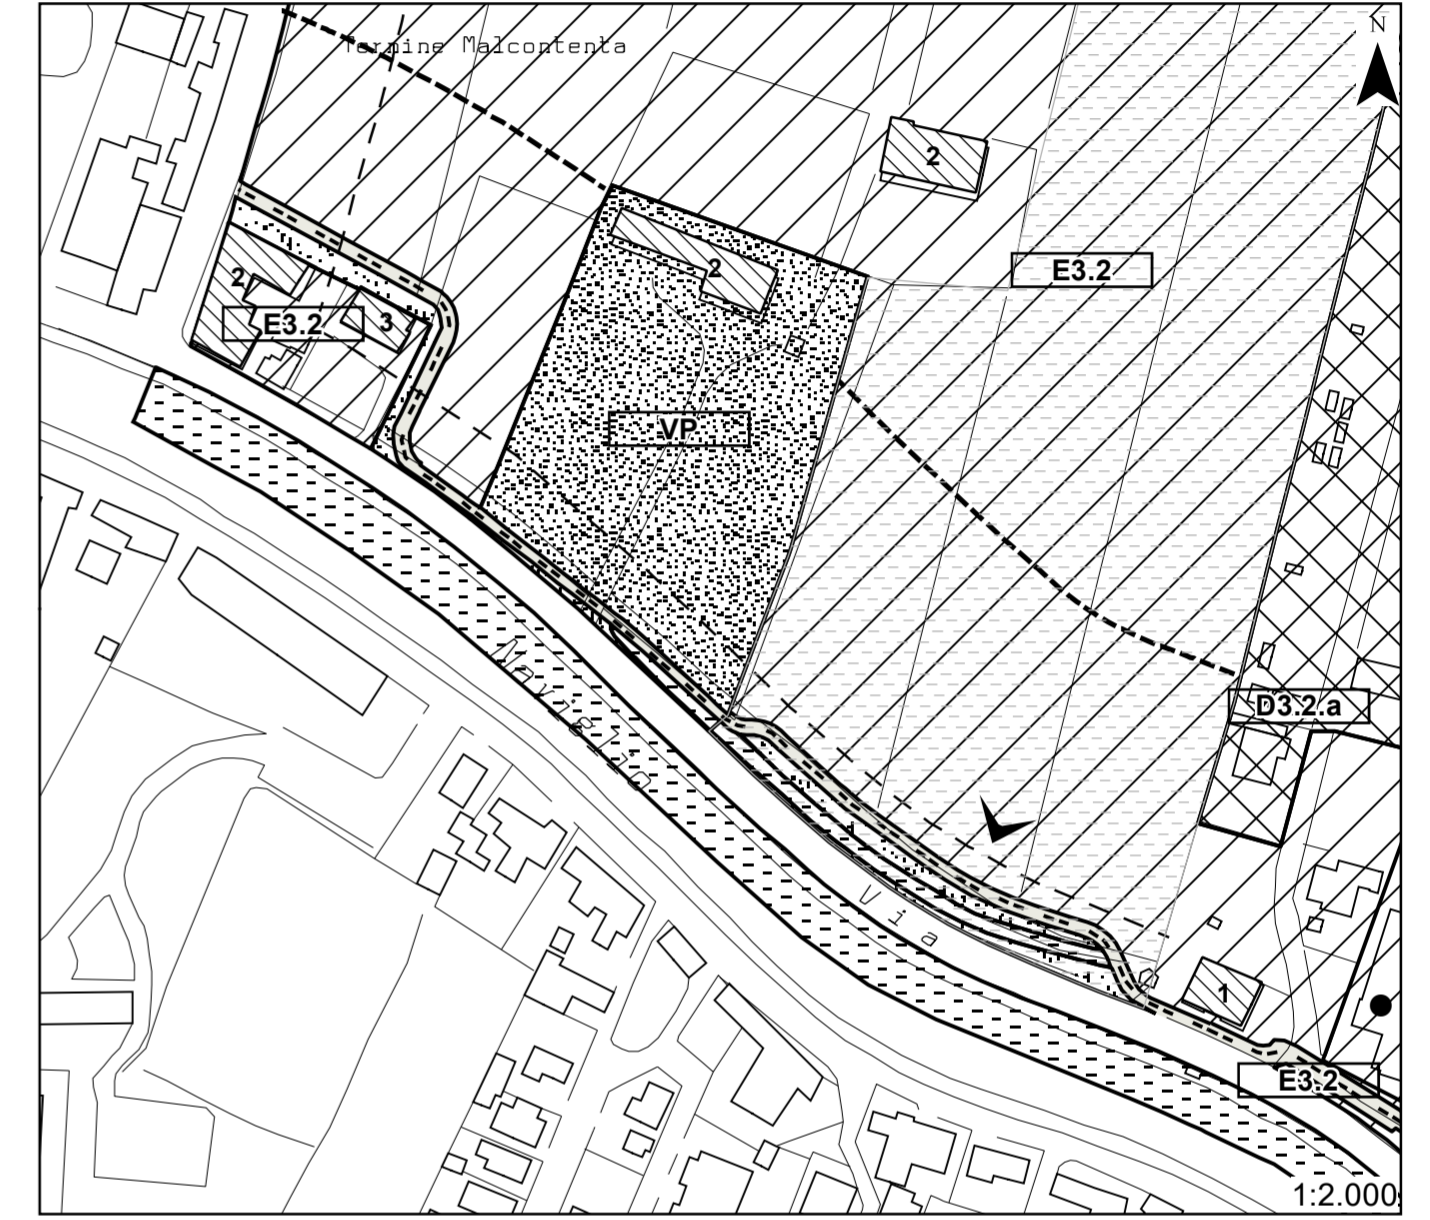 N
Termine Malcontenta
2
E3.2
2
2
E3.2
3
VP
D3.2.a
Naviglio
Via
1
E3.2
1:2.000